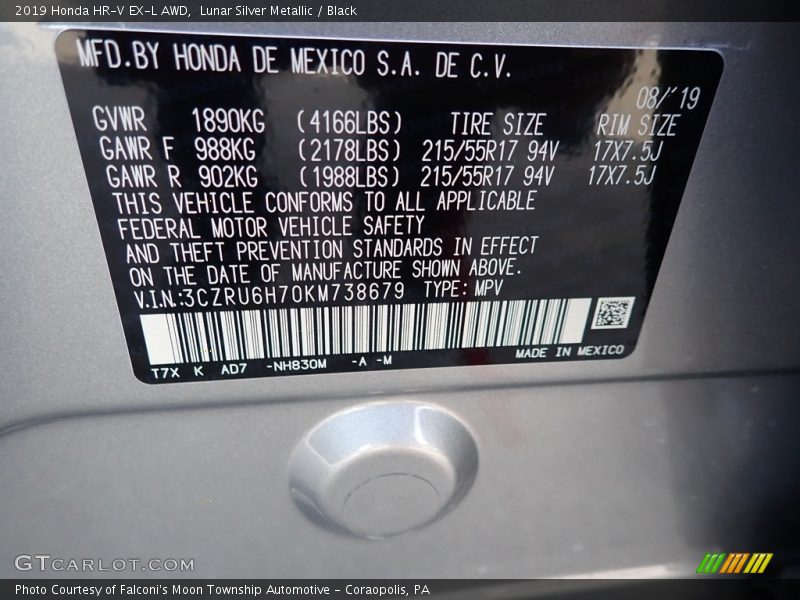 2019 Honda HR-V EX-L AWD, Lunar Silver Metallic / Black
MFD.BY HONDA DE MEXICO S.A. DE C.V.
08/'19
GVWR 1890KG (4166LBS) TIRE SIZE RIM SIZE
GAWR F 988KG (2178LBS) 215/55R17 94V 17X7.5J
GAWR R 902KG (1988LBS) 215/55R17 94V 17X7.5J
THIS VEHICLE CONFORMS TO ALL APPLICABLE
FEDERAL MOTOR VEHICLE SAFETY
AND THEFT PREVENTION STANDARDS IN EFFECT
ON THE DATE OF MANUFACTURE SHOWN ABOVE.
V.IN:3CZRU6H70KM738679 TYPE: MPV
T7X K AD7 -NH830M -A -M MADE IN MEXICO
GTCARLOT.COM
Photo Courtesy of Falconi's Moon Township Automotive - Coraopolis, PA